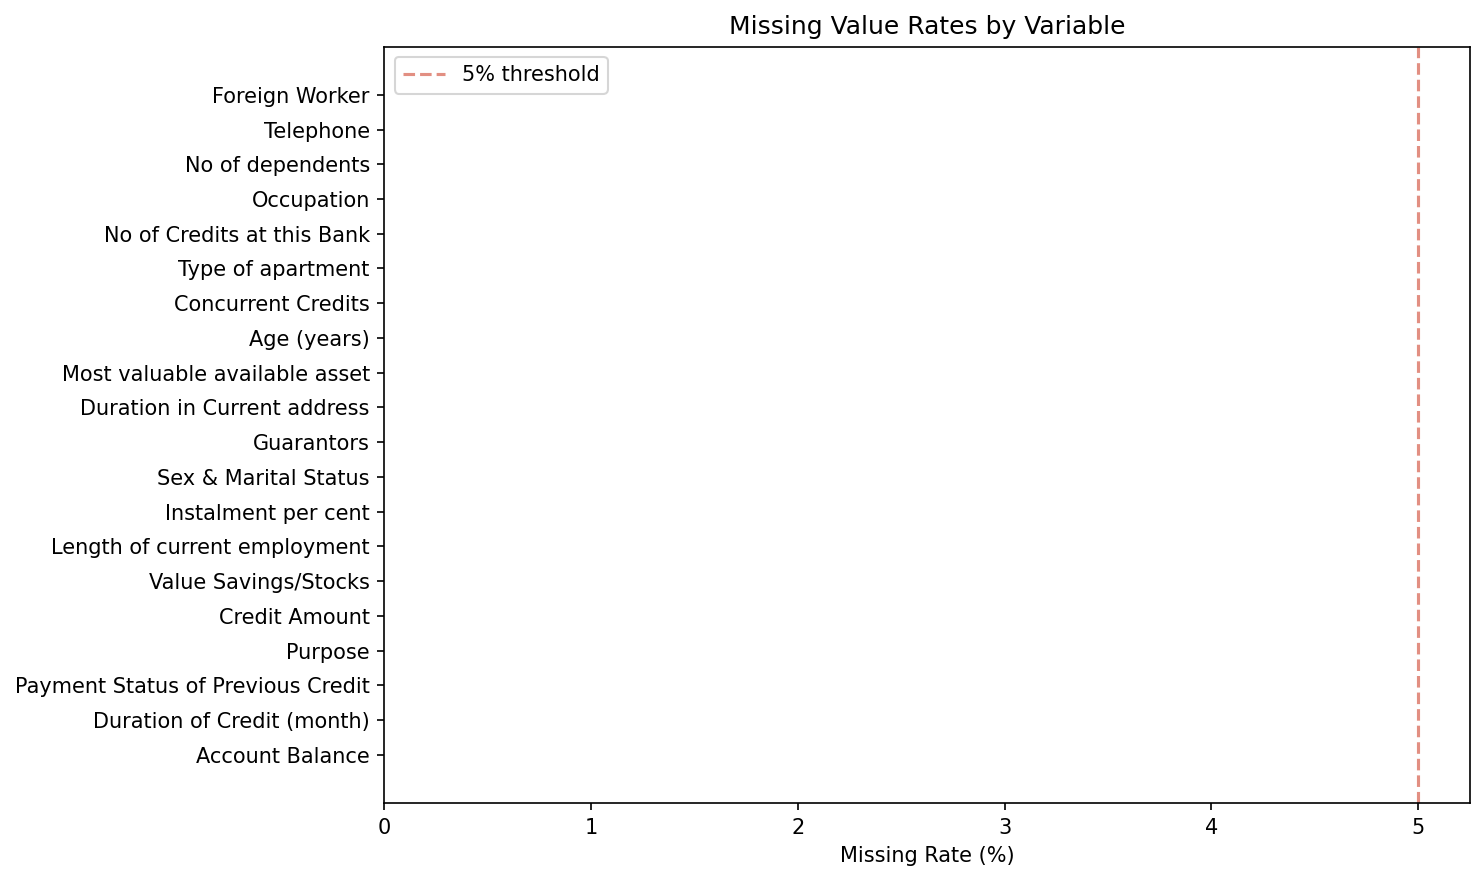 Missing Value Rates by Variable
5% threshold
Foreign Worker
Telephone
No of dependents
Occupation
No of Credits at this Bank
Type of apartment
Concurrent Credits
Age (years)
Most valuable available asset
Duration in Current address
Guarantors
Sex & Marital Status
Instalment per cent
Length of current employment
Value Savings/Stocks
Credit Amount
Purpose
Payment Status of Previous Credit
Duration of Credit (month)
Account Balance
0 1 2 3 4 5
Missing Rate (%)